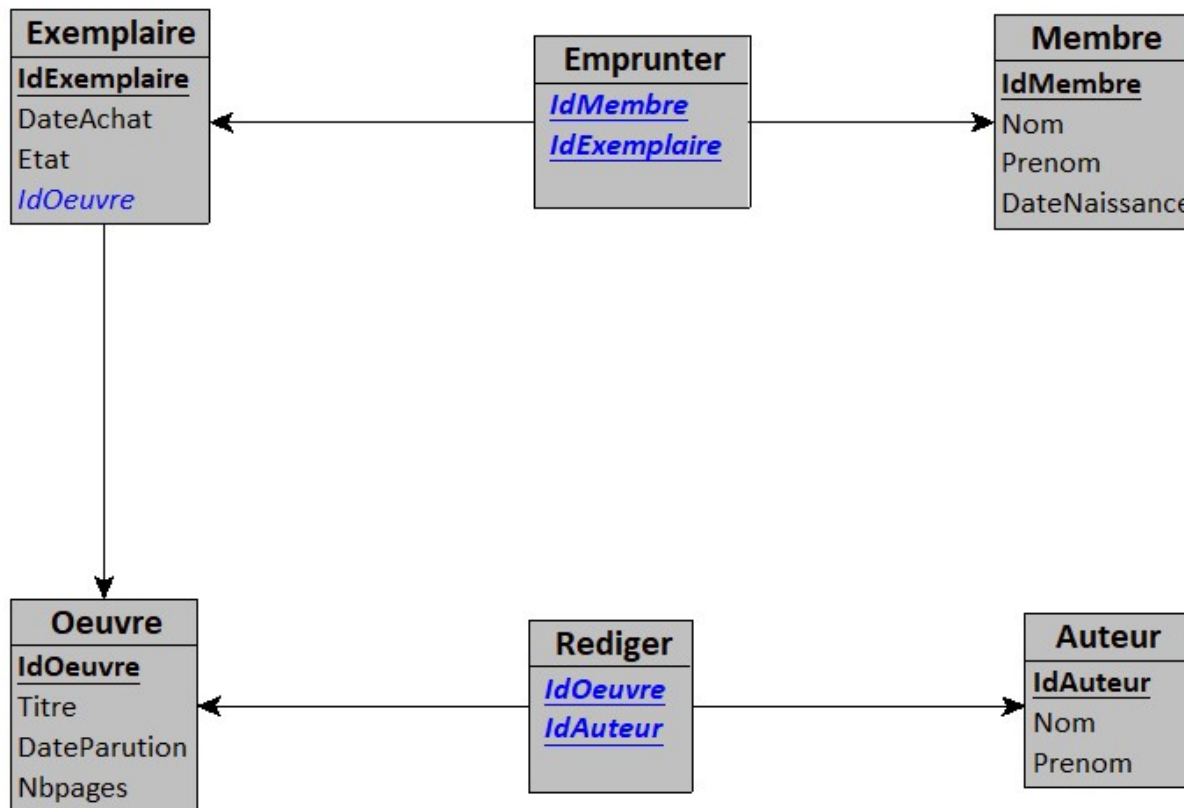 Exemplaire
IdExemplaire
DateAchat
Etat
IdOeuvre
Emprunter
IdMembre
IdExemplaire
Membre
IdMembre
Nom
Prenom
DateNaissance
Oeuvre
IdOeuvre
Titre
DateParution
Nbpages
Rediger
IdOeuvre
IdAuteur
Auteur
IdAuteur
Nom
Prenom